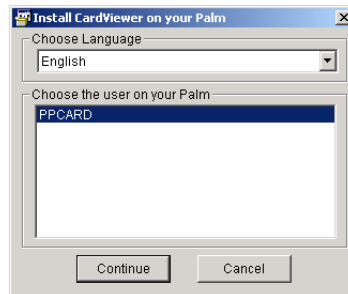 Install CardViewer on your Palm
Choose Language
English
Choose the user on your Palm
PPCARD
Continue
Cancel